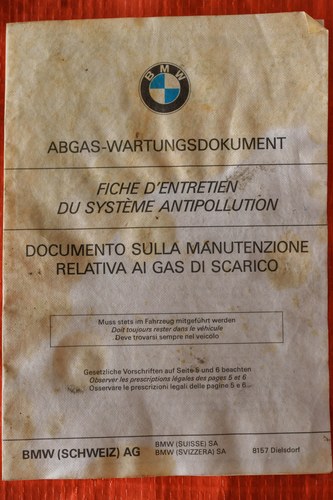 BMW
ABGAS-WARTUNGSDOKUMENT
FICHE D'ENTRETIEN
DU SYSTÈME ANTIPOLLUTION
DOCUMENTO SULLA MANUTENZIONE
RELATIVA AI GAS DI SCARICO
Muss stets im Fahrzeug mitgeführt werden
Doit toujours rester dans le véhicule
Deve trovarsi sempre nel veicolo
Gesetzliche Vorschriften auf Seite 5 und 6 beachten
Observer les prescriptions légales des pages 5 et 6
Osservare le prescrizioni legali delle pagine 5 e 6
BMW (SCHWEIZ) AG
BMW (SUISSE) SA
BMW (SVIZZERA) SA
8157 Dielsdorf